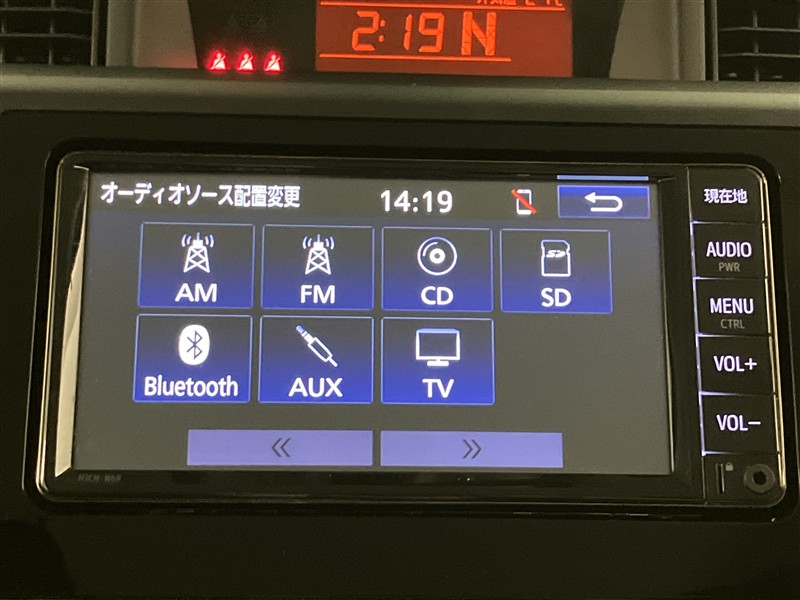 2:19 N
オーディオソース配置変更
14:19
現在地
AM
FM
CD
SD
AUDIO
PWR
MENU
CTRL
Bluetooth
AUX
TV
VOL+
VOL-